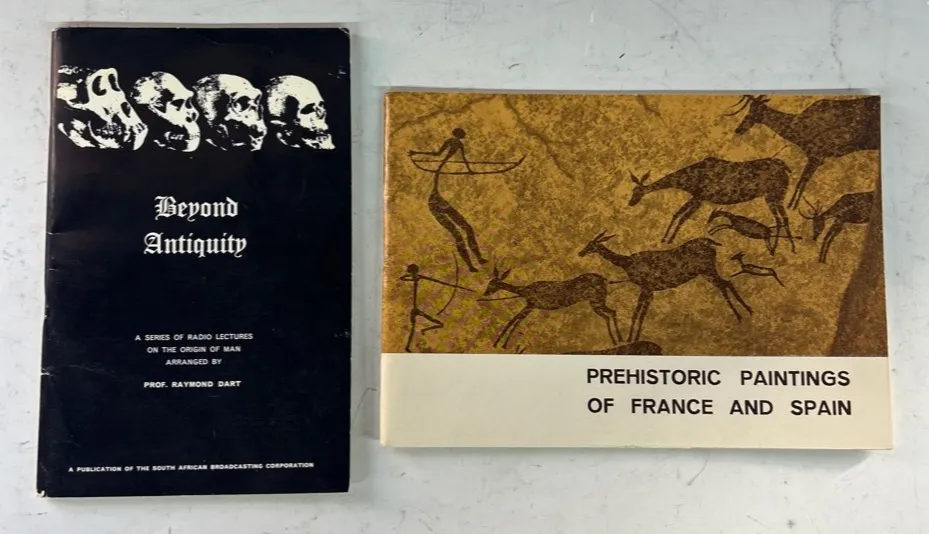 Beyond
Antiquity
A SERIES OF RADIO LECTURES
ON THE ORIGIN OF MAN
ARRANGED BY
PROF. RAYMOND DART
A PUBLICATION OF THE SOUTH AFRICAN BROADCASTING CORPORATION
PREHISTORIC PAINTINGS
OF FRANCE AND SPAIN